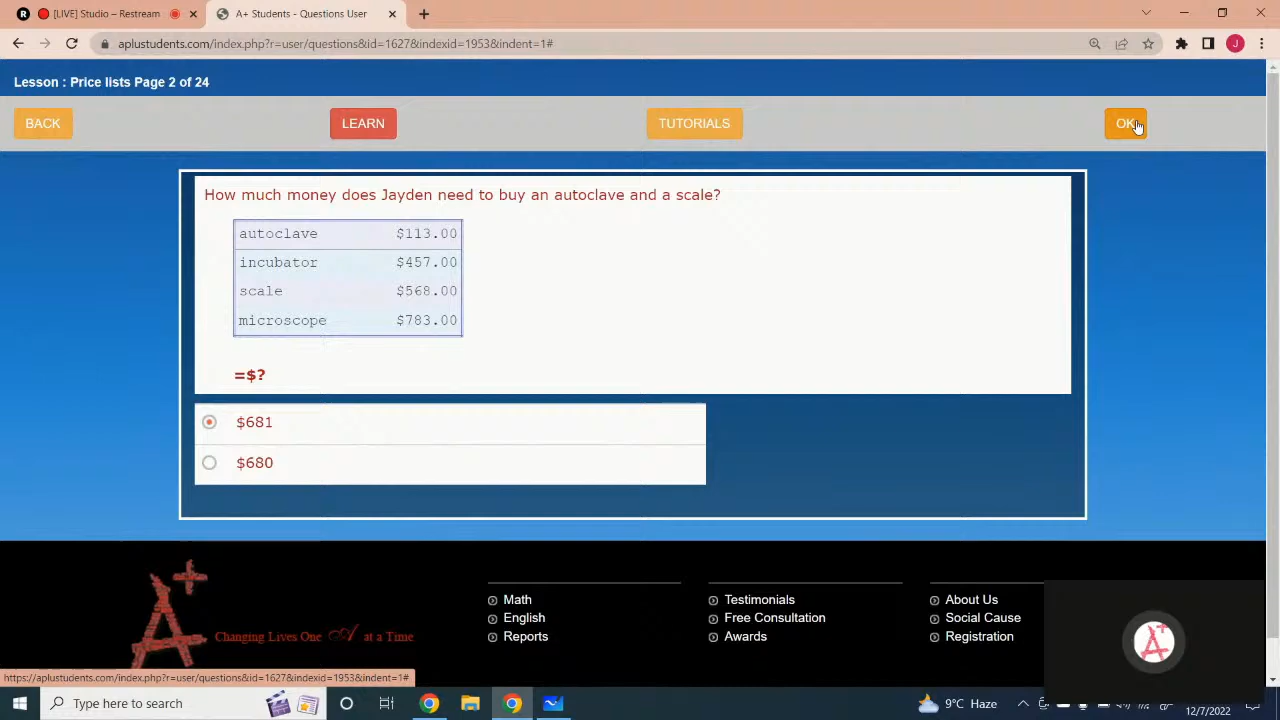 [LIVE] Studio – Restream
A+ Students - Questions User
aplustudents.com/index.php?r=user/questions&id=1627&indexid=1953&indent=1#
J
Lesson : Price lists Page 2 of 24
BACK
LEARN
TUTORIALS
OK
How much money does Jayden need to buy an autoclave and a scale?
autoclave $113.00
incubator $457.00
scale $568.00
microscope $783.00
=$?
$681
$680
A+
Changing Lives One A at a Time
Math
English
Reports
Testimonials
Free Consultation
Awards
About Us
Social Cause
Registration
A+
https://aplustudents.com/index.php?r=user/questions&id=1627&indexid=1953&indent=1#
Type here to search
9°C Haze
12/7/2022